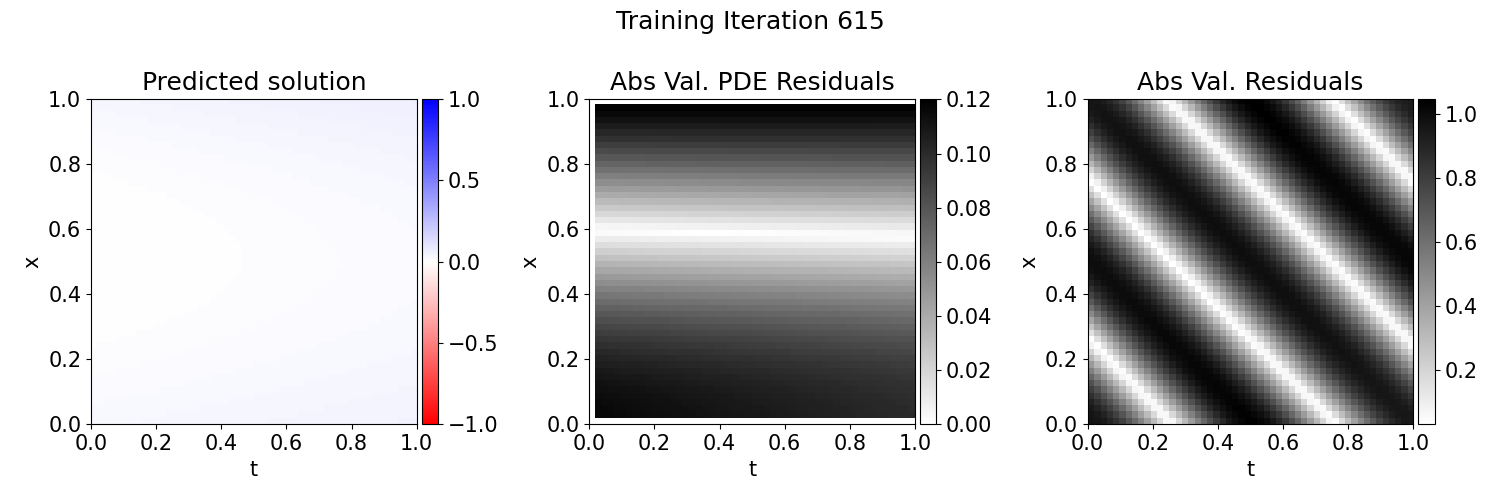 Training Iteration 615
Predicted solution
Abs Val. PDE Residuals
Abs Val. Residuals
1.0
0.8
0.6
0.4
0.2
0.0
x
0.0 0.2 0.4 0.6 0.8 1.0
t
1.0
0.5
0.0
−0.5
−1.0
1.0
0.8
0.6
0.4
0.2
0.0
x
0.0 0.2 0.4 0.6 0.8 1.0
t
0.12
0.10
0.08
0.06
0.04
0.02
0.00
1.0
0.8
0.6
0.4
0.2
0.0
x
0.0 0.2 0.4 0.6 0.8 1.0
t
1.0
0.8
0.6
0.4
0.2